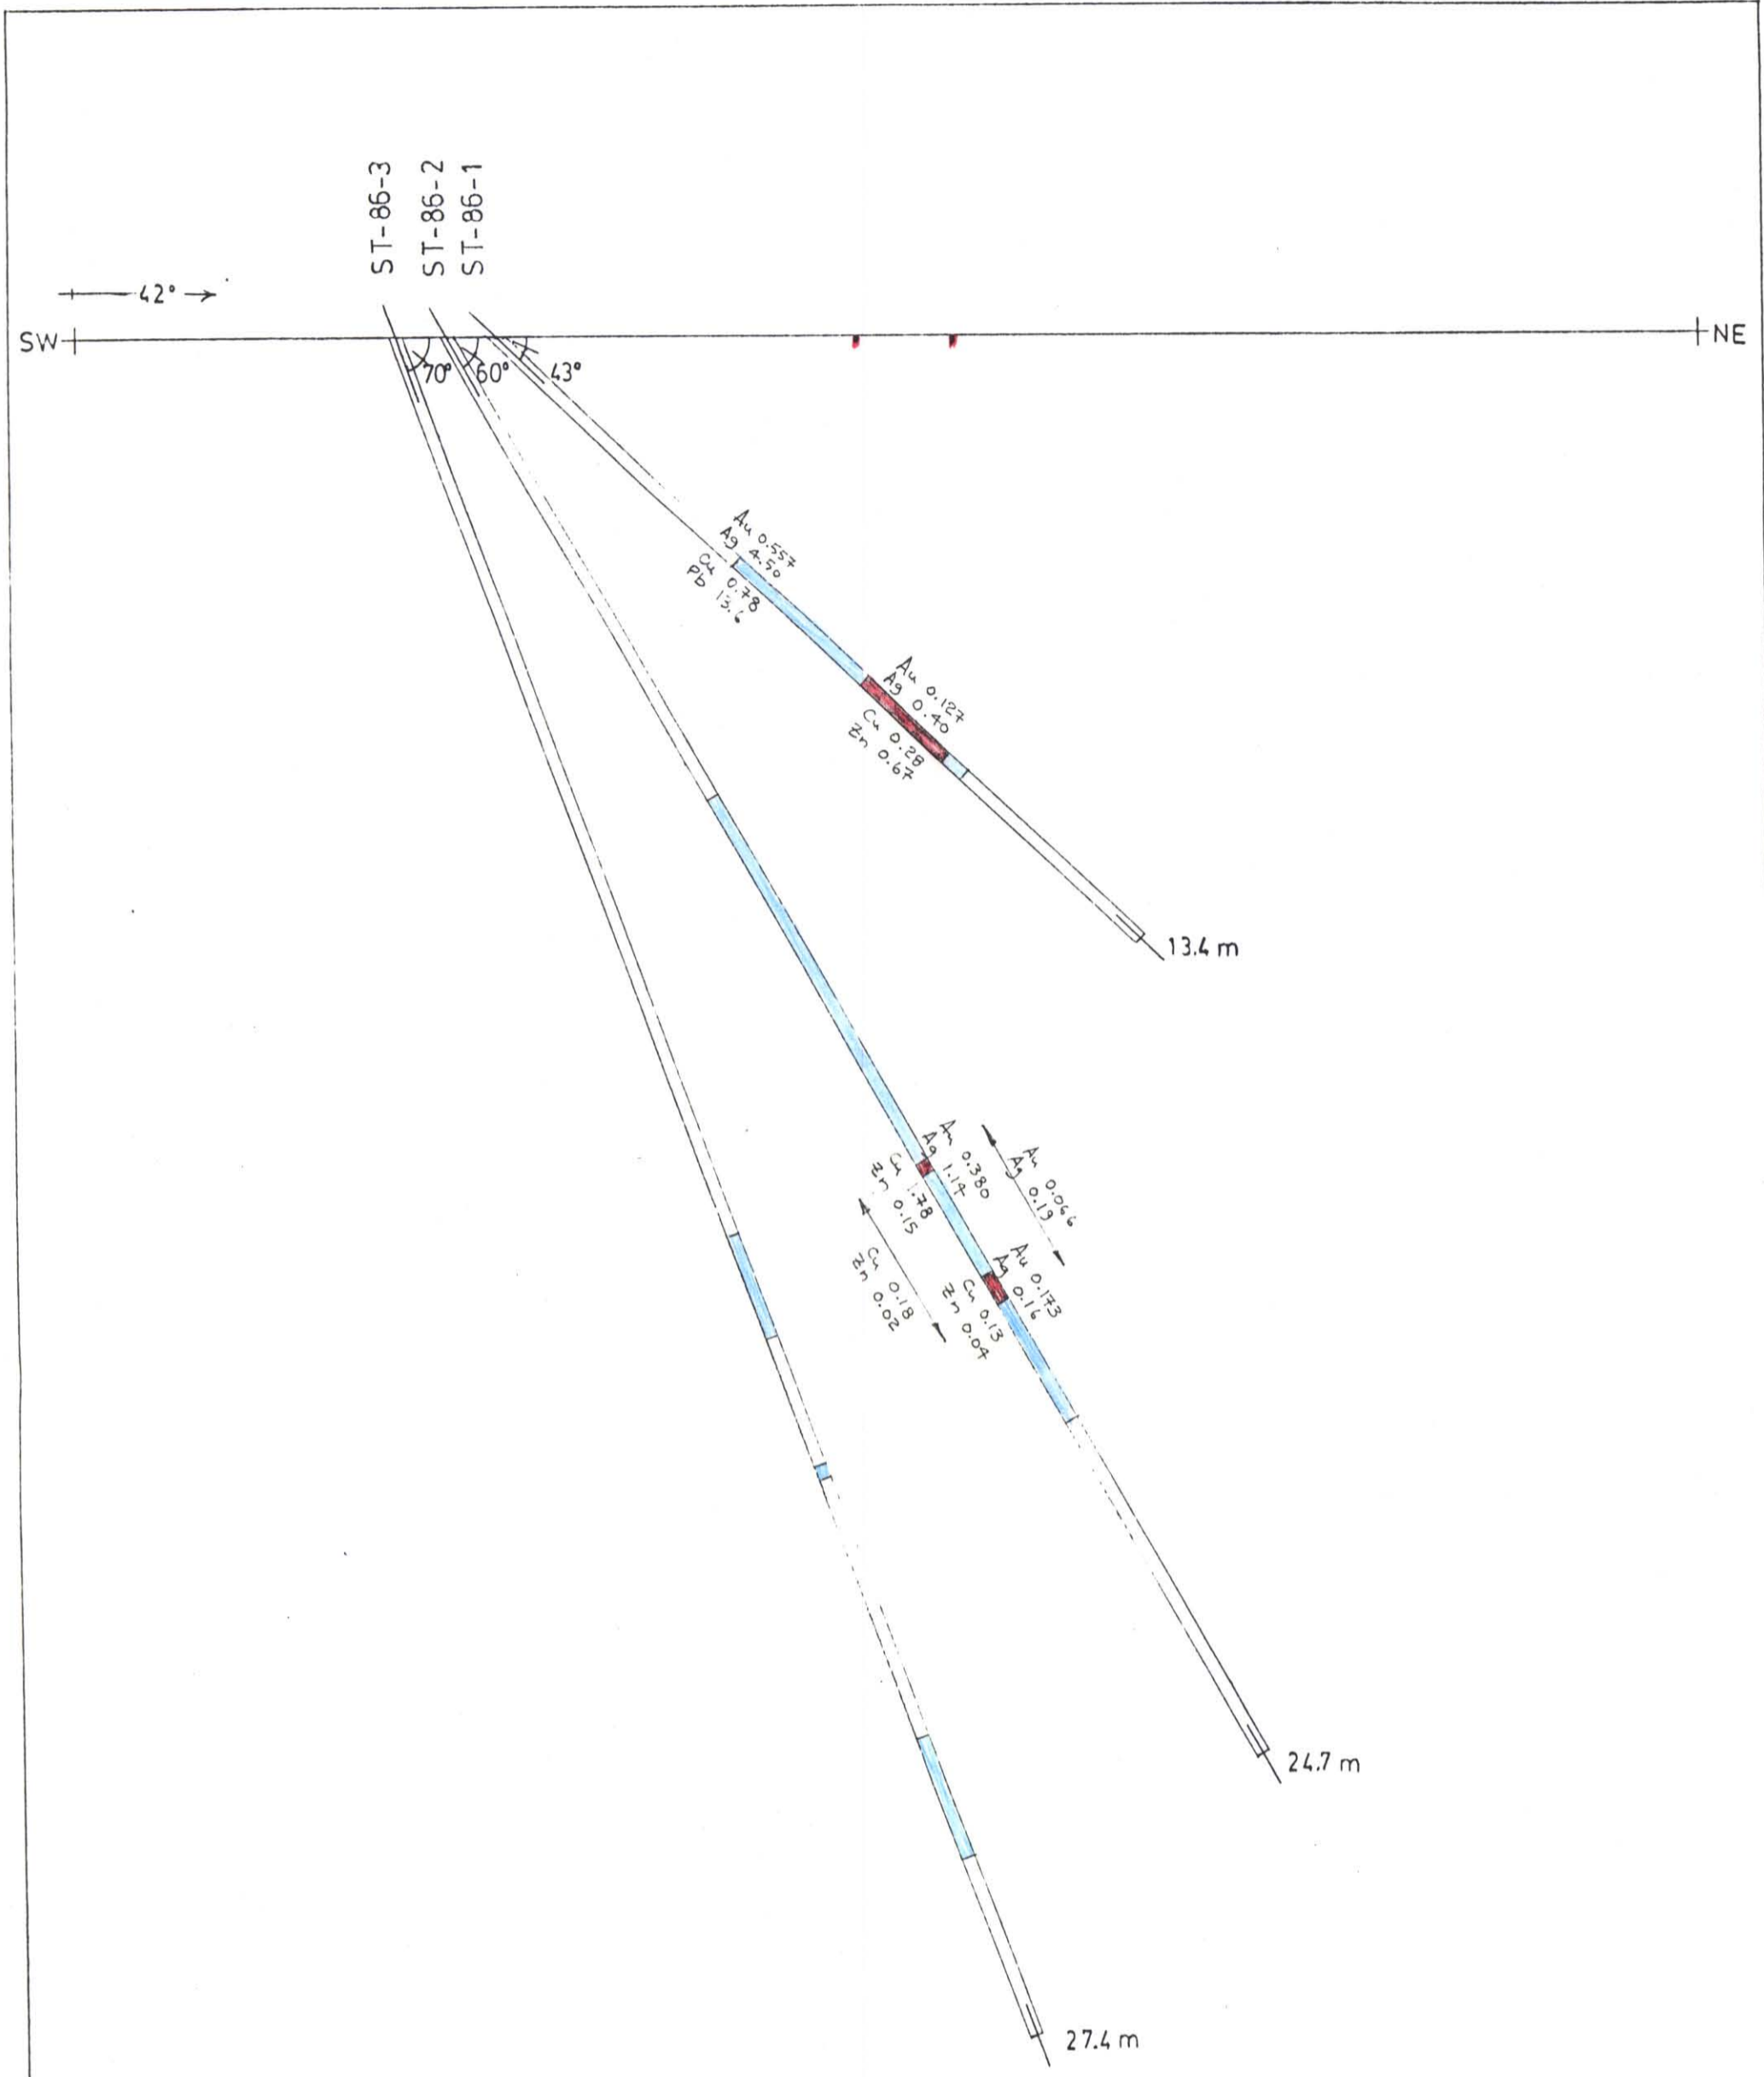 ST-86-3
ST-86-2
ST-86-1
42°
SW
NE
70°
60°
43°
Au 0.557
Ag 4.50
Cu 0.78
Pb 13.6
Au 0.127
Ag 0.40
Cu 0.28
Zn 0.67
13.4 m
Au 0.380
Ag 1.14
Cu 1.78
Zn 0.15
Au 0.066
Ag 0.19
Cu 0.18
Zn 0.02
Au 0.173
Ag 0.16
Cu 0.13
Zn 0.04
24.7 m
27.4 m